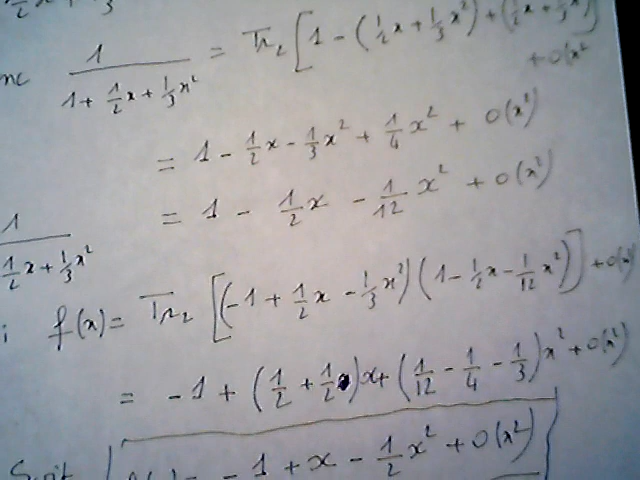 1/(1 + 1/2 x + 1/3 x²) = Tr₂ [1 - (1/2 x + 1/3 x²) + (1/2 x + 1/3 x²)
+ o(x²
= 1 - 1/2 x - 1/3 x² + 1/4 x² + o(x²)
1/(1/2 x + 1/3 x²) = 1 - 1/2 x - 1/12 x² + o(x²)
i f(x) = Tr₂ [(-1 + 1/2 x - 1/3 x²)(1 - 1/2 x - 1/12 x²)] + o(x²)
= -1 + (1/2 + 1/2)x + (1/12 - 1/4 - 1/3)x² + o(x²)
Soit = -1 + x - 1/2 x² + o(x²)